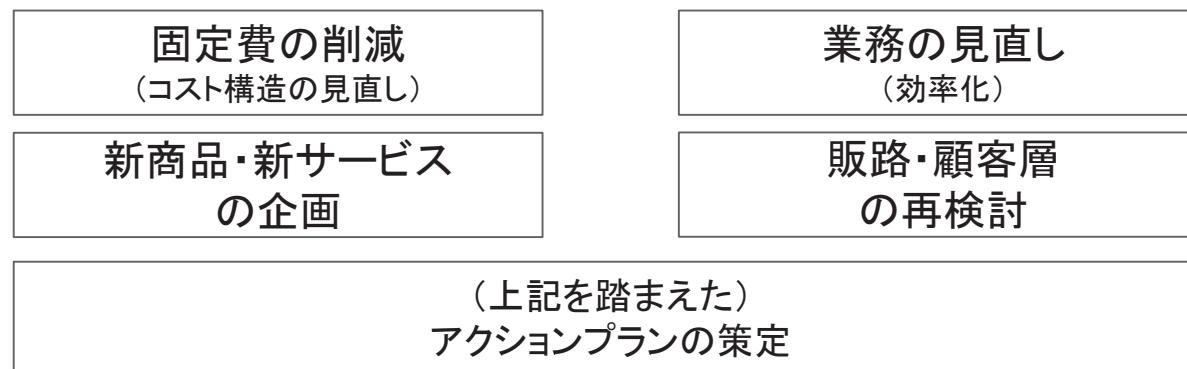 固定費の削減
（コスト構造の見直し）
業務の見直し
（効率化）
新商品・新サービス
の企画
販路・顧客層
の再検討
（上記を踏まえた）
アクションプランの策定